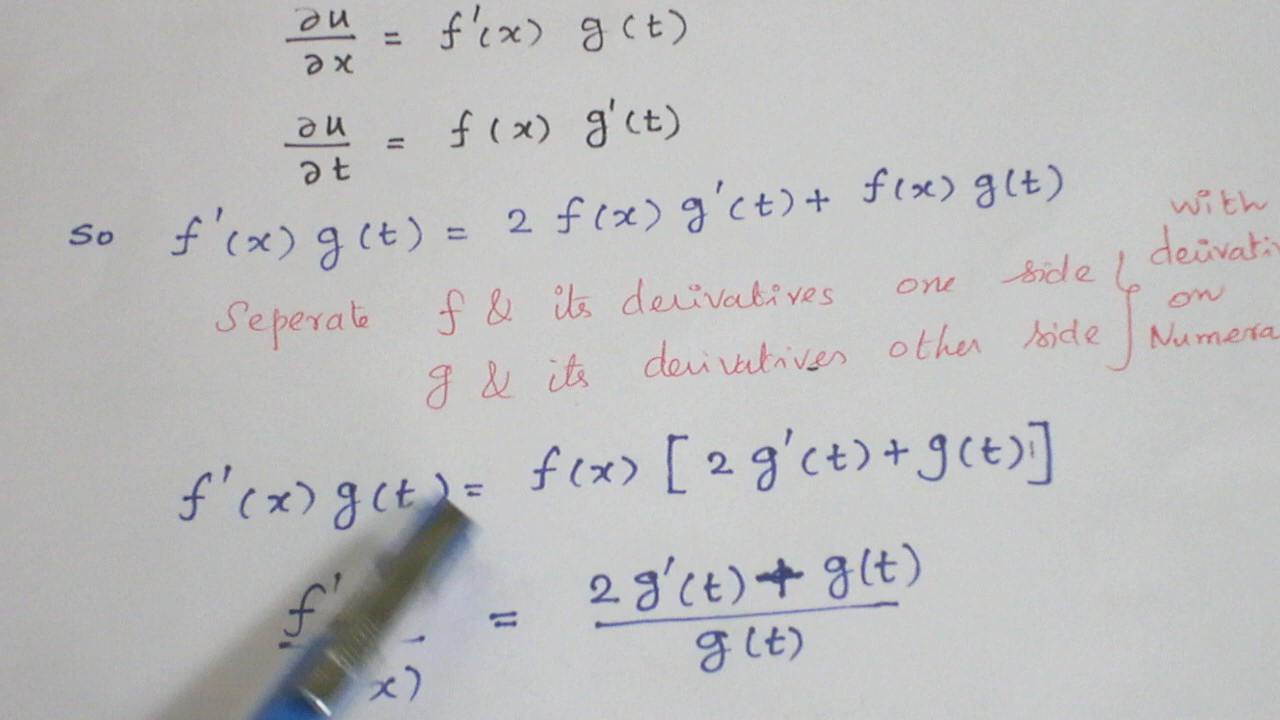 ∂u/∂x = f'(x) g(t)
∂u/∂t = f(x) g'(t)
So f'(x) g(t) = 2 f(x) g'(t) + f(x) g(t)
Seperate f & its derivatives one side
g & its derivatives other side
with
on
f'(x) g(t) = f(x) [2 g'(t) + g(t)]
f' x) = 2 g'(t) + g(t) / g(t)